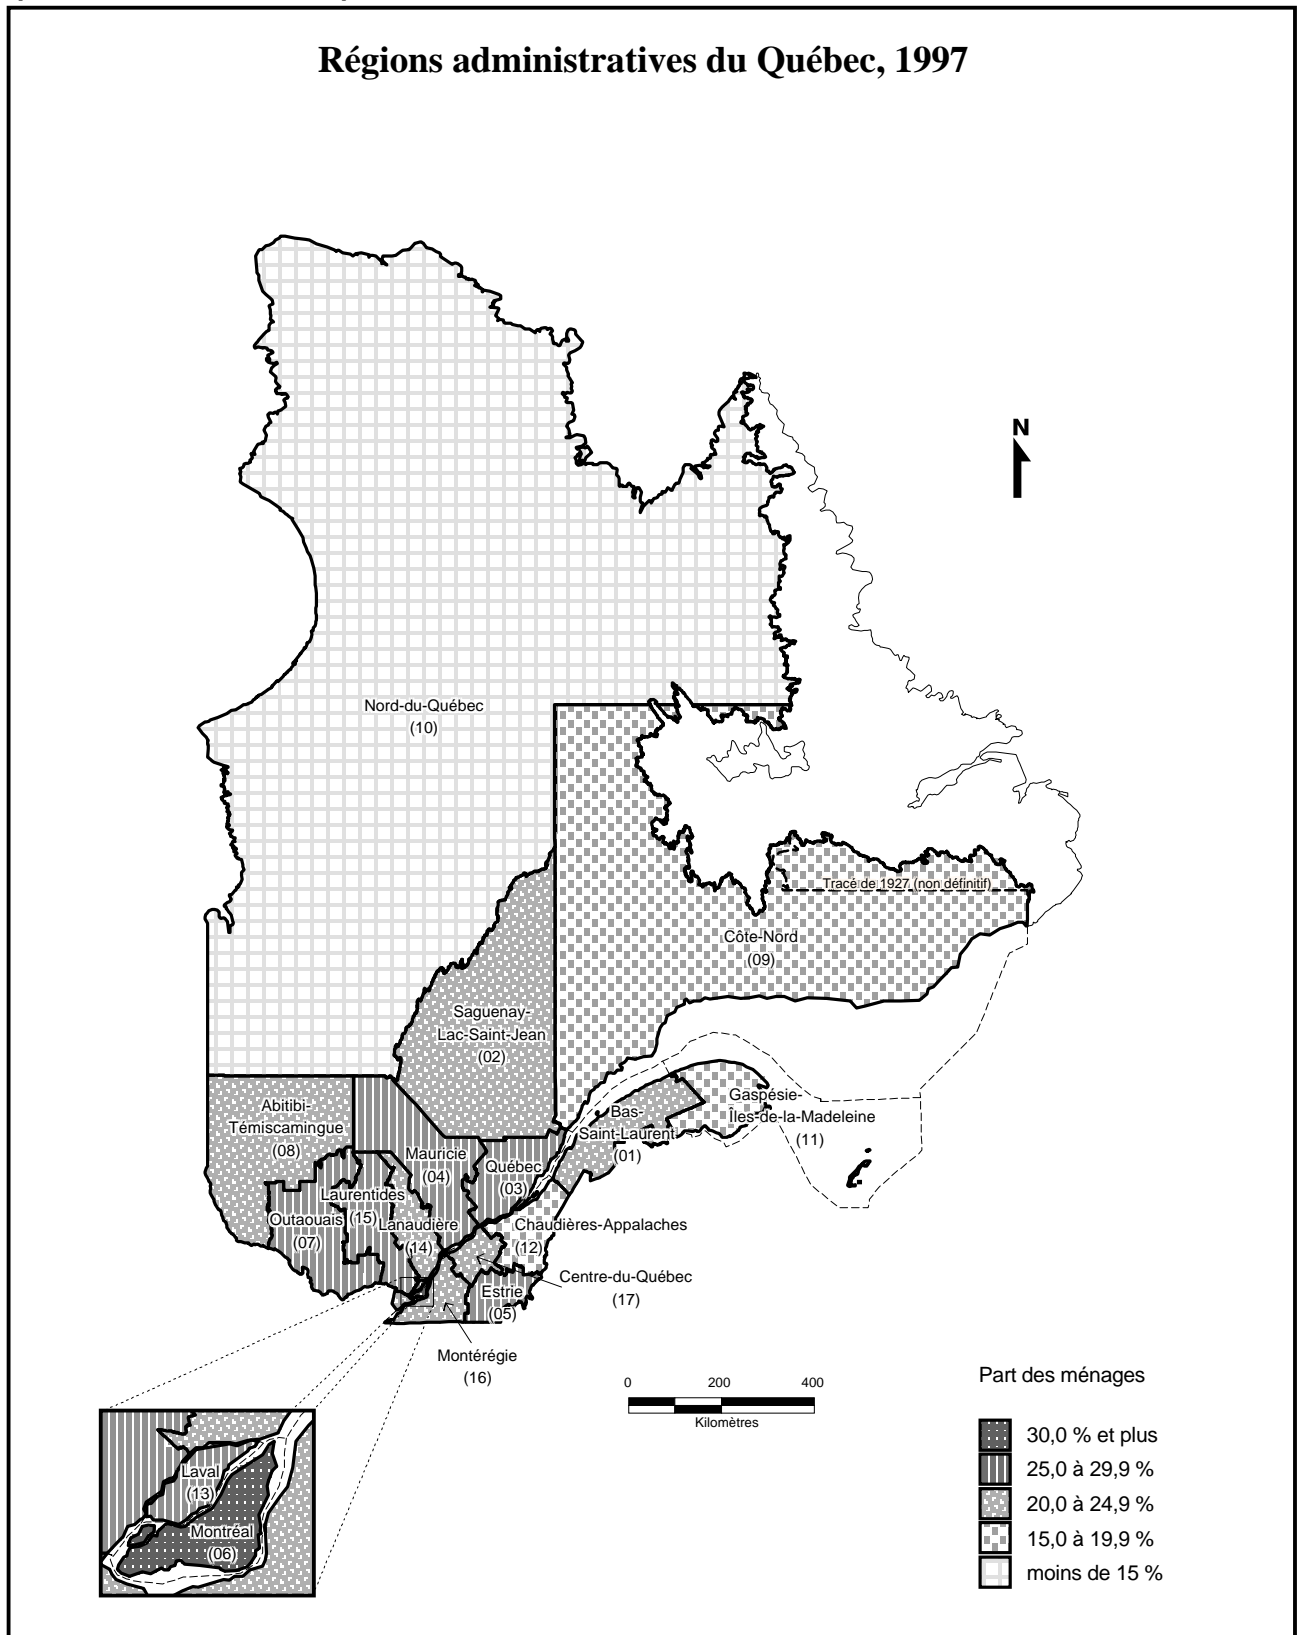 Régions administratives du Québec, 1997
N
Nord-du-Québec
(10)
Tracé de 1927 (non définitif)
Côte-Nord
(09)
Saguenay-
Lac-Saint-Jean
(02)
Abitibi-
Témiscamingue
(08)
Gaspésie-
Îles-de-la-Madeleine
(11)
Bas-
Saint-Laurent
(01)
Mauricie
(04)
Québec
(03)
Laurentides
(15)
Outaouais
(07)
Lanaudière
(14)
Chaudières-Appalaches
(12)
Centre-du-Québec
(17)
Estrie
(05)
Montérégie
(16)
0 200 400
Kilomètres
Laval
(13)
Montréal
(06)
Part des ménages
30,0 % et plus
25,0 à 29,9 %
20,0 à 24,9 %
15,0 à 19,9 %
moins de 15 %